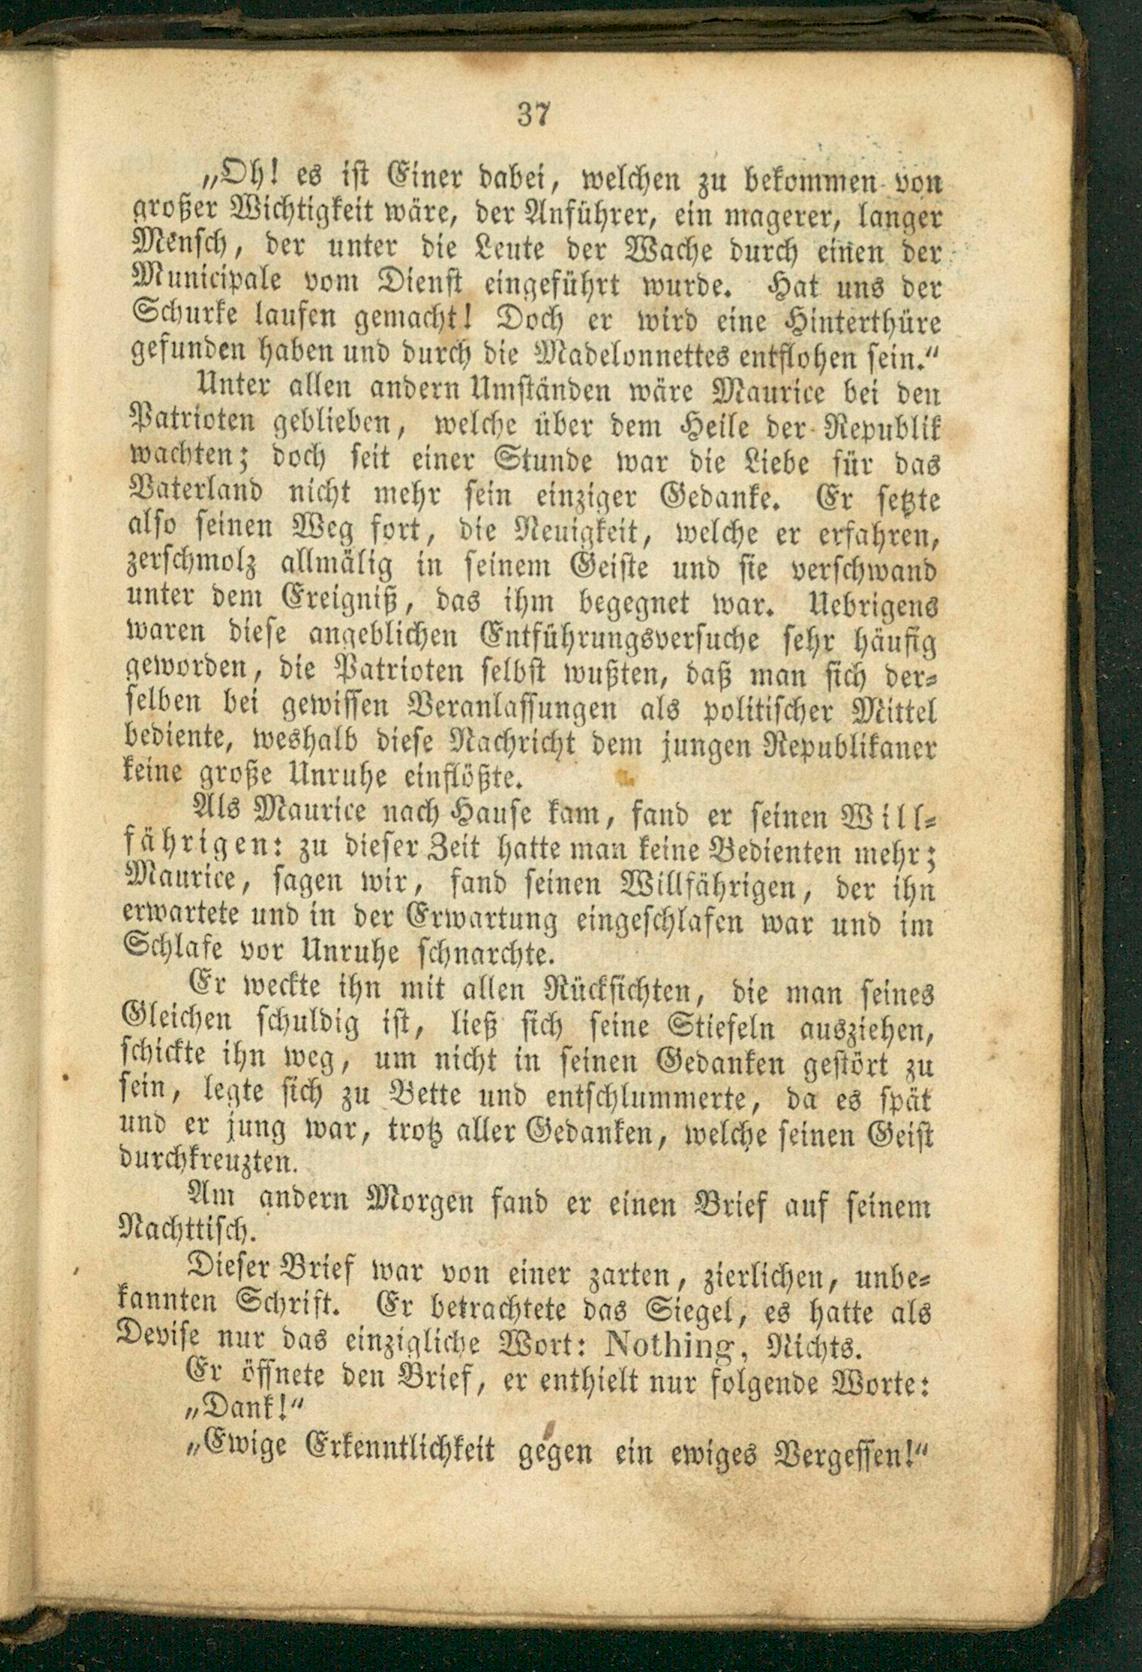 37
„Oh! es ist Einer dabei, welchen zu bekommen von
großer Wichtigkeit wäre, der Anführer, ein magerer, langer
Mensch, der unter die Leute der Wache durch einen der
Municipale vom Dienst eingeführt wurde. Hat uns der
Schurke laufen gemacht! Doch er wird eine Hinterthüre
gefunden haben und durch die Madelonnettes entflohen sein.“
Unter allen andern Umständen wäre Maurice bei den
Patrioten geblieben, welche über dem Heile der Republik
wachten; doch seit einer Stunde war die Liebe für das
Vaterland nicht mehr sein einziger Gedanke. Er setzte
also seinen Weg fort, die Neuigkeit, welche er erfahren,
zerschmolz allmälig in seinem Geiste und sie verschwand
unter dem Ereigniß, das ihm begegnet war. Uebrigens
waren diese angeblichen Entführungsversuche sehr häufig
geworden, die Patrioten selbst wußten, daß man sich der-
selben bei gewissen Veranlassungen als politischer Mittel
bediente, weshalb diese Nachricht dem jungen Republikaner
keine große Unruhe einflößte.
Als Maurice nach Hause kam, fand er seinen Will-
fährigen: zu dieser Zeit hatte man keine Bedienten mehr;
Maurice, sagen wir, fand seinen Willfährigen, der ihn
erwartete und in der Erwartung eingeschlafen war und im
Schlafe vor Unruhe schnarchte.
Er weckte ihn mit allen Rücksichten, die man seines
Gleichen schuldig ist, ließ sich seine Stiefeln ausziehen,
schickte ihn weg, um nicht in seinen Gedanken gestört zu
sein, legte sich zu Bette und entschlummerte, da es spät
und er jung war, trotz aller Gedanken, welche seinen Geist
durchkreuzten.
Am andern Morgen fand er einen Brief auf seinem
Nachttisch.
Dieser Brief war von einer zarten, zierlichen, unbe-
kannten Schrift. Er betrachtete das Siegel, es hatte als
Devise nur das einzigliche Wort: Nothing, Nichts.
Er öffnete den Brief, er enthielt nur folgende Worte:
„Dank!“
„Ewige Erkenntlichkeit gegen ein ewiges Vergessen!“